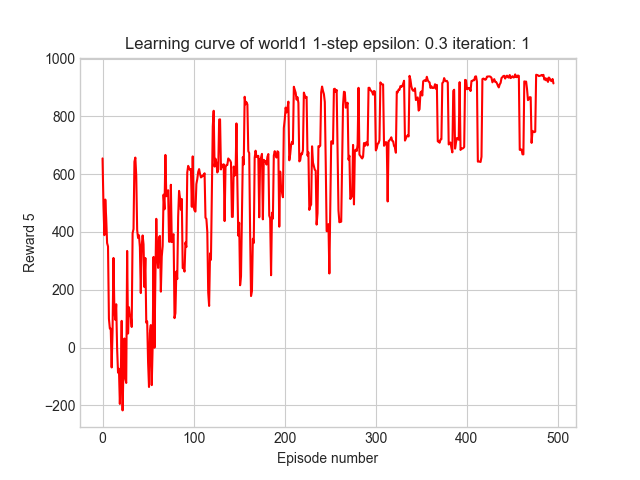 Learning curve of world1 1-step epsilon: 0.3 iteration: 1
1000
800
600
400
200
0
−200
Reward 5
0 100 200 300 400 500
Episode number